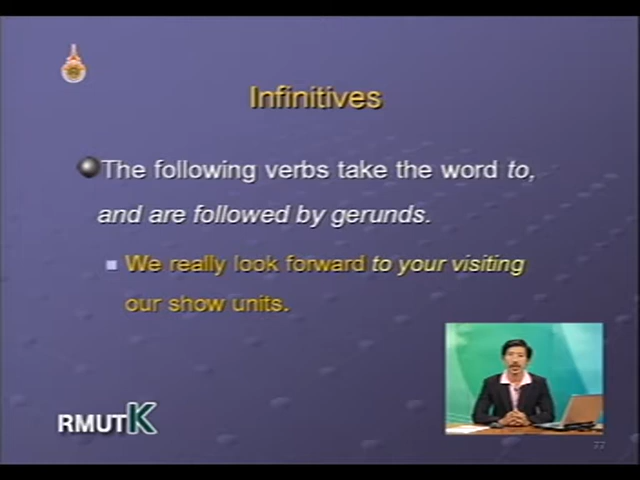 Infinitives
The following verbs take the word to,
and are followed by gerunds.
We really look forward to your visiting
our show units.
RMUTK
77